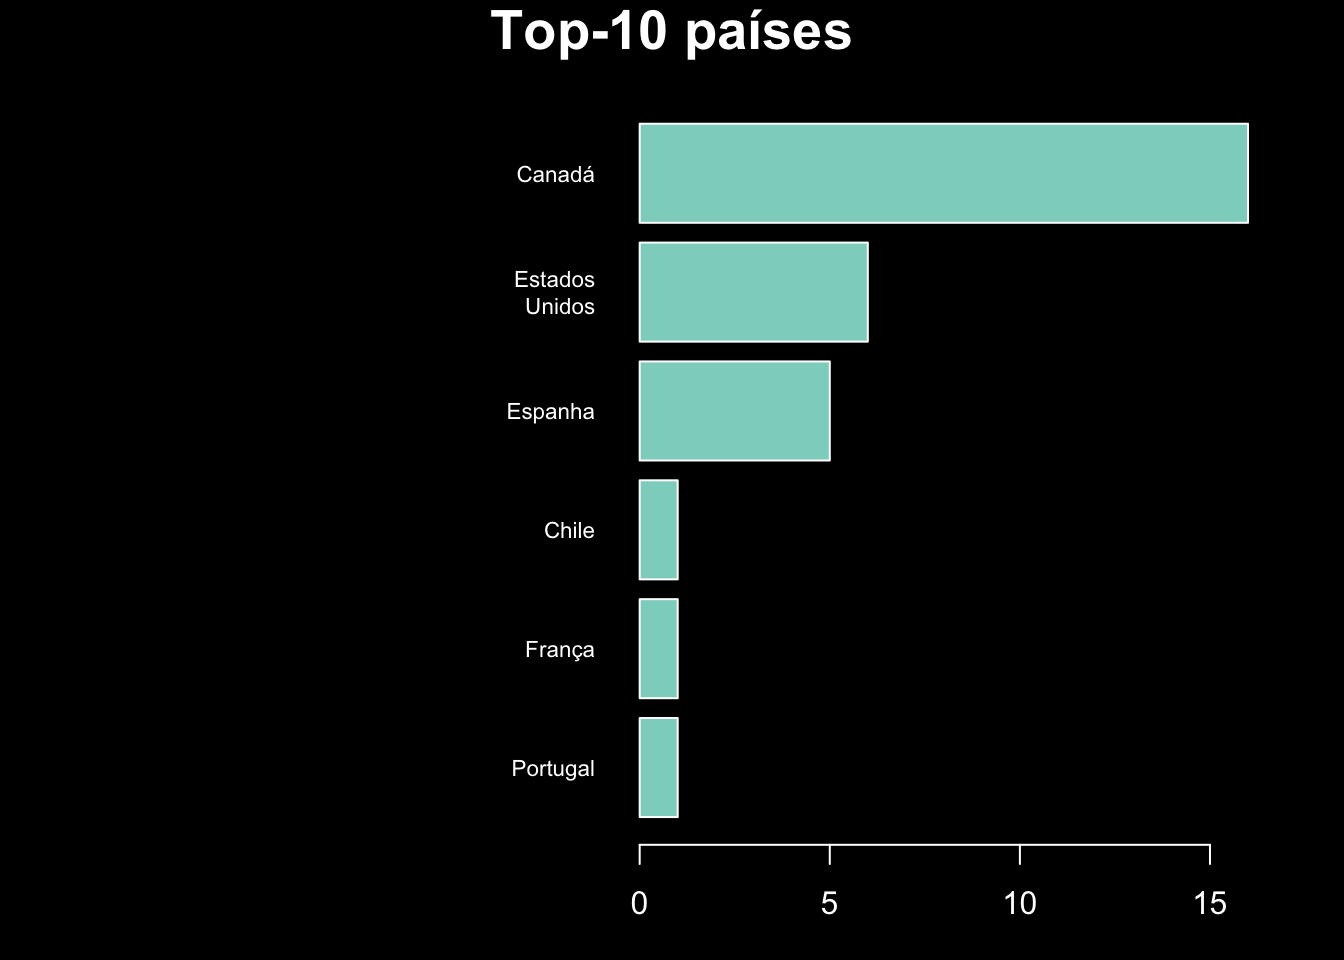 Top-10 países
Canadá
Estados
Unidos
Espanha
Chile
França
Portugal
0 5 10 15